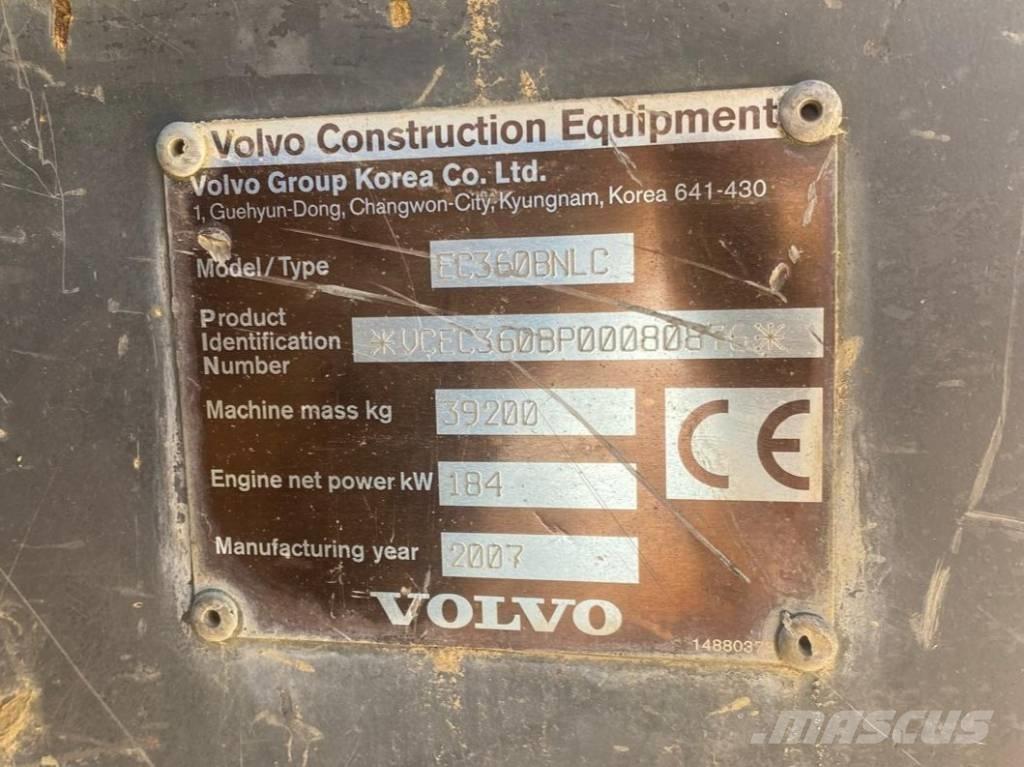 Volvo Construction Equipment
Volvo Group Korea Co. Ltd.
1, Guehyun-Dong, Changwon-City, Kyungnam, Korea 641-430
Model/Type EC360BNLC
Product
Identification
Number
Machine mass kg 39200
Engine net power kW 184
Manufacturing year 2007
VOLVO
MASCUS